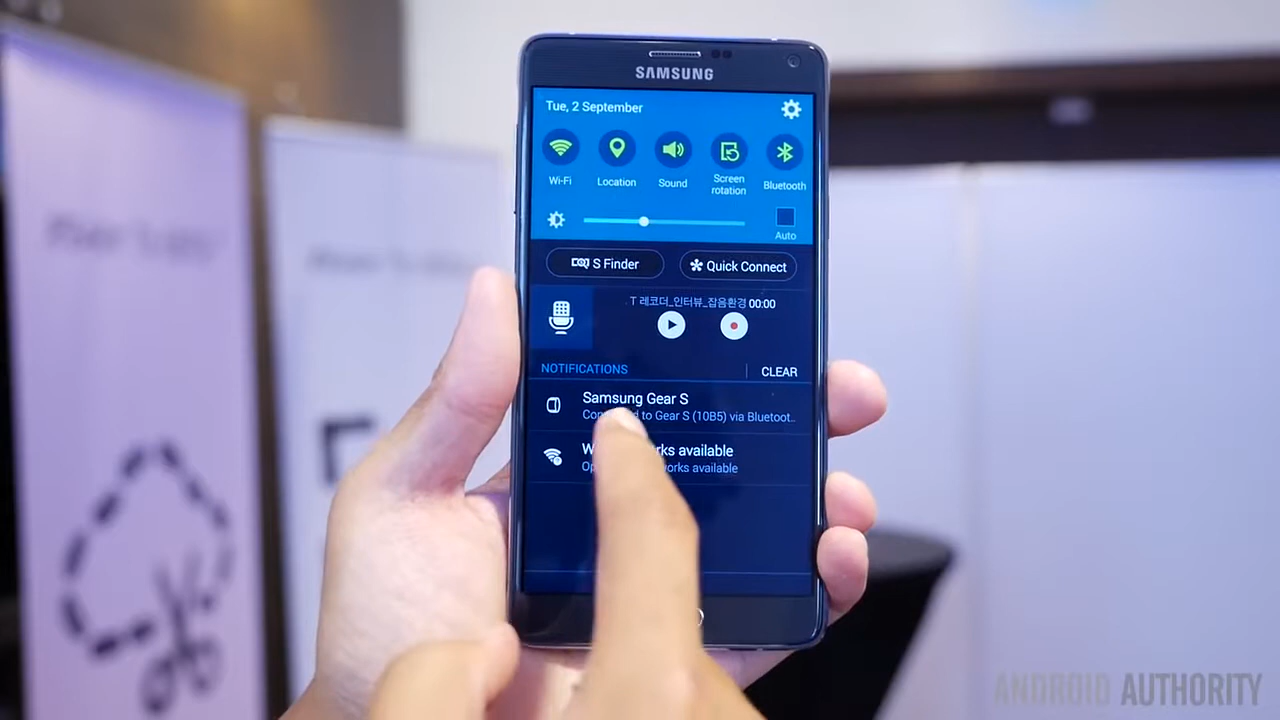 SAMSUNG
Tue, 2 September
Wi-Fi
Location
Sound
Screen
rotation
Bluetooth
Auto
S Finder
Quick Connect
T 레코더_인터뷰_잡음환경 00:00
NOTIFICATIONS
CLEAR
Samsung Gear S
to Gear S (10B5) via Bluetoot..
available
available
ANDROID AUTHORITY